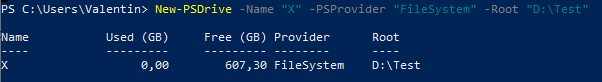 PS C:\Users\Valentin> New-PSDrive -Name "X" -PSProvider "FileSystem" -Root "D:\Test"
Name Used (GB) Free (GB) Provider Root
---- --------- --------- -------- ----
X 0,00 607,30 FileSystem D:\Test